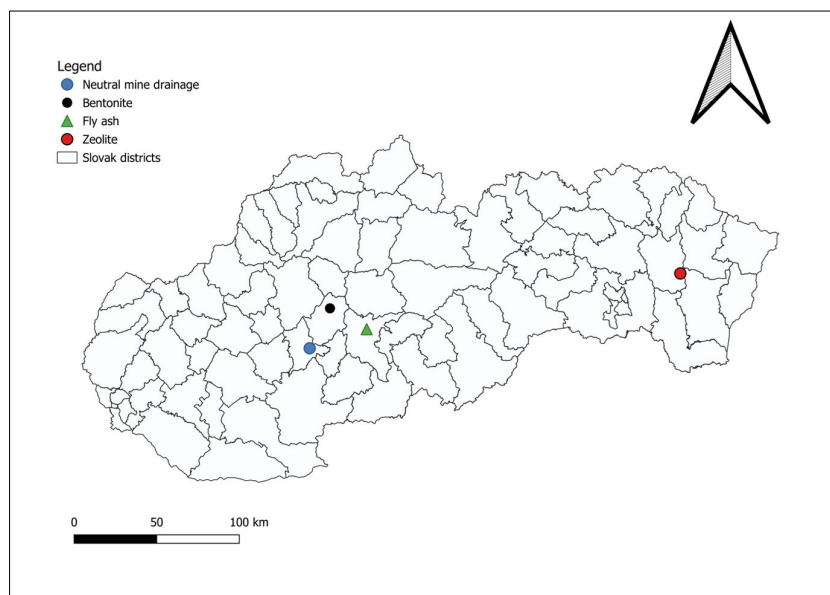 Legend
Neutral mine drainage
Bentonite
Fly ash
Zeolite
Slovak districts
0 50 100 km